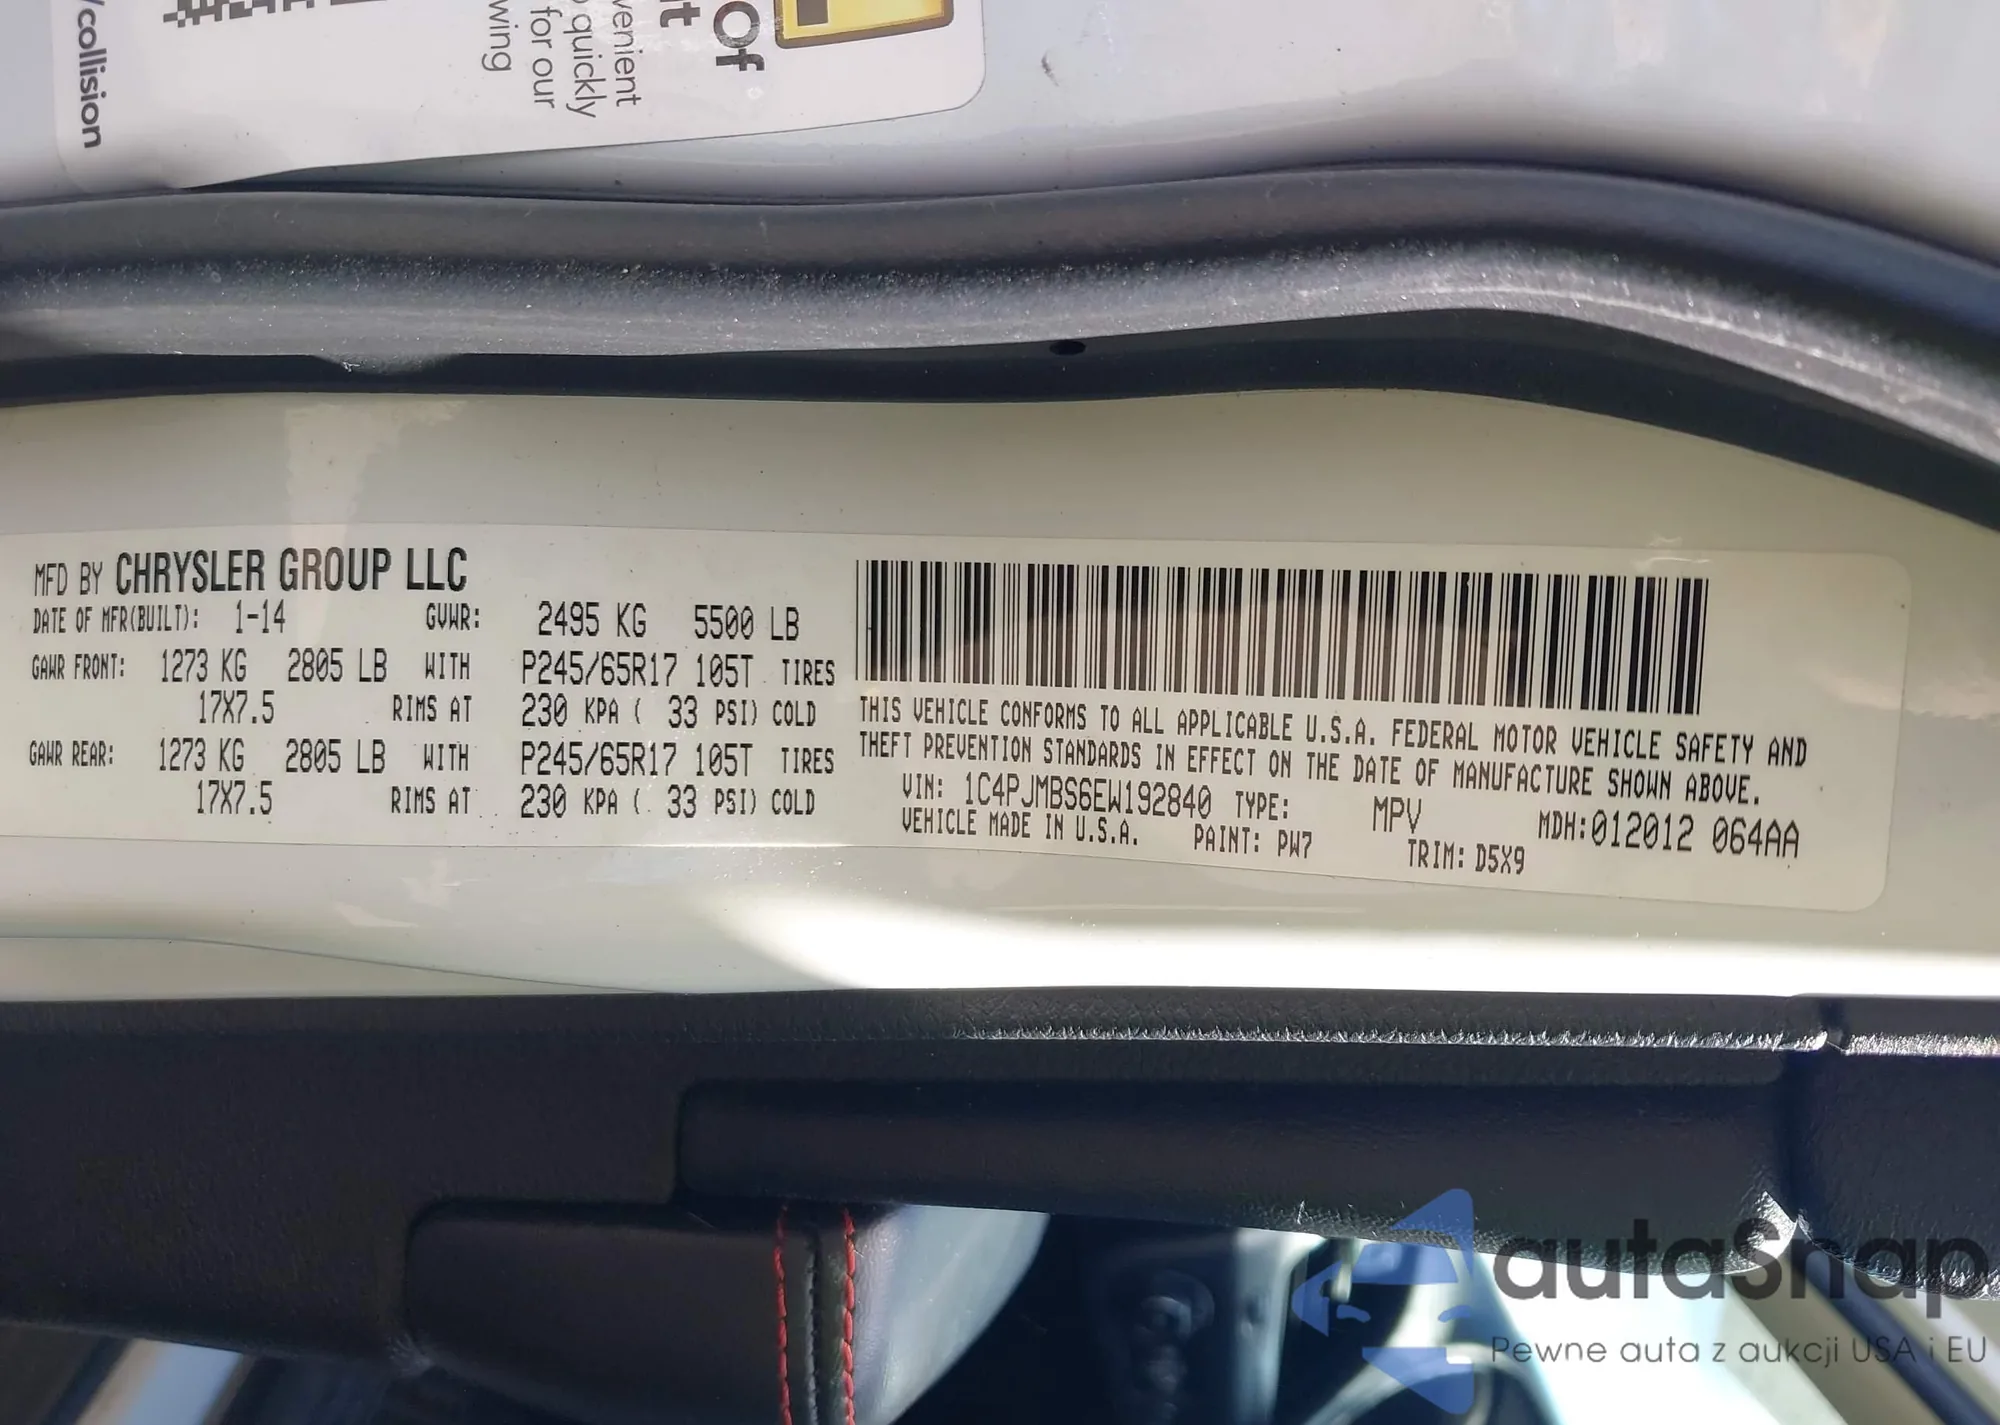 /collision
venient
quickly
for our
wing
Of
MFD BY CHRYSLER GROUP LLC
DATE OF MFR(BUILT): 1-14 GVWR: 2495 KG 5500 LB
GAWR FRONT: 1273 KG 2805 LB WITH P245/65R17 105T TIRES
17X7.5 RIMS AT 230 KPA ( 33 PSI) COLD
GAWR REAR: 1273 KG 2805 LB WITH P245/65R17 105T TIRES
17X7.5 RIMS AT 230 KPA ( 33 PSI) COLD
THIS VEHICLE CONFORMS TO ALL APPLICABLE U.S.A. FEDERAL MOTOR VEHICLE SAFETY AND
THEFT PREVENTION STANDARDS IN EFFECT ON THE DATE OF MANUFACTURE SHOWN ABOVE.
VIN: 1C4PJMBS6EW192840 TYPE: MPV MDH:012012 064AA
VEHICLE MADE IN U.S.A. PAINT: PW7 TRIM: D5X9
autaSnap
Pewne auta z aukcji USA i EU